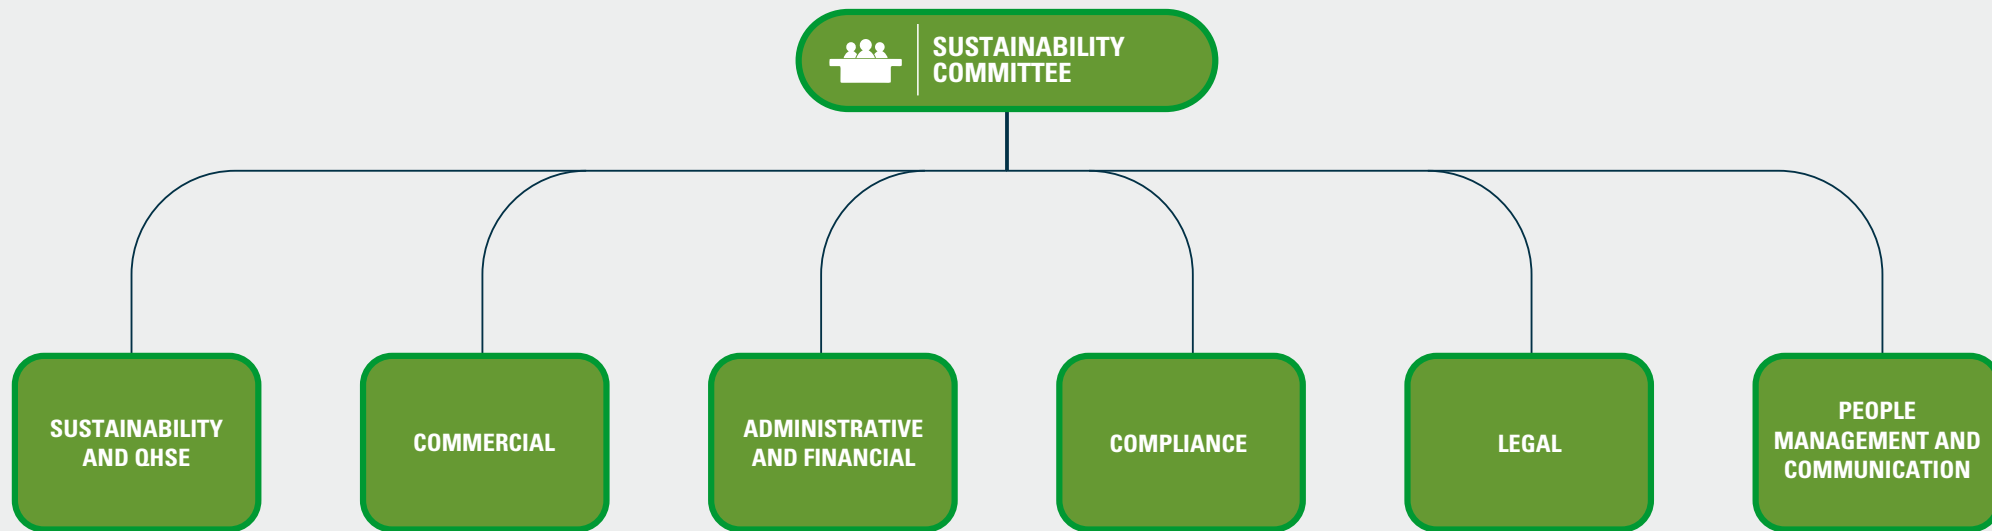 SUSTAINABILITY
COMMITTEE
SUSTAINABILITY
AND QHSE
COMMERCIAL
ADMINISTRATIVE
AND FINANCIAL
COMPLIANCE
LEGAL
PEOPLE
MANAGEMENT AND
COMMUNICATION